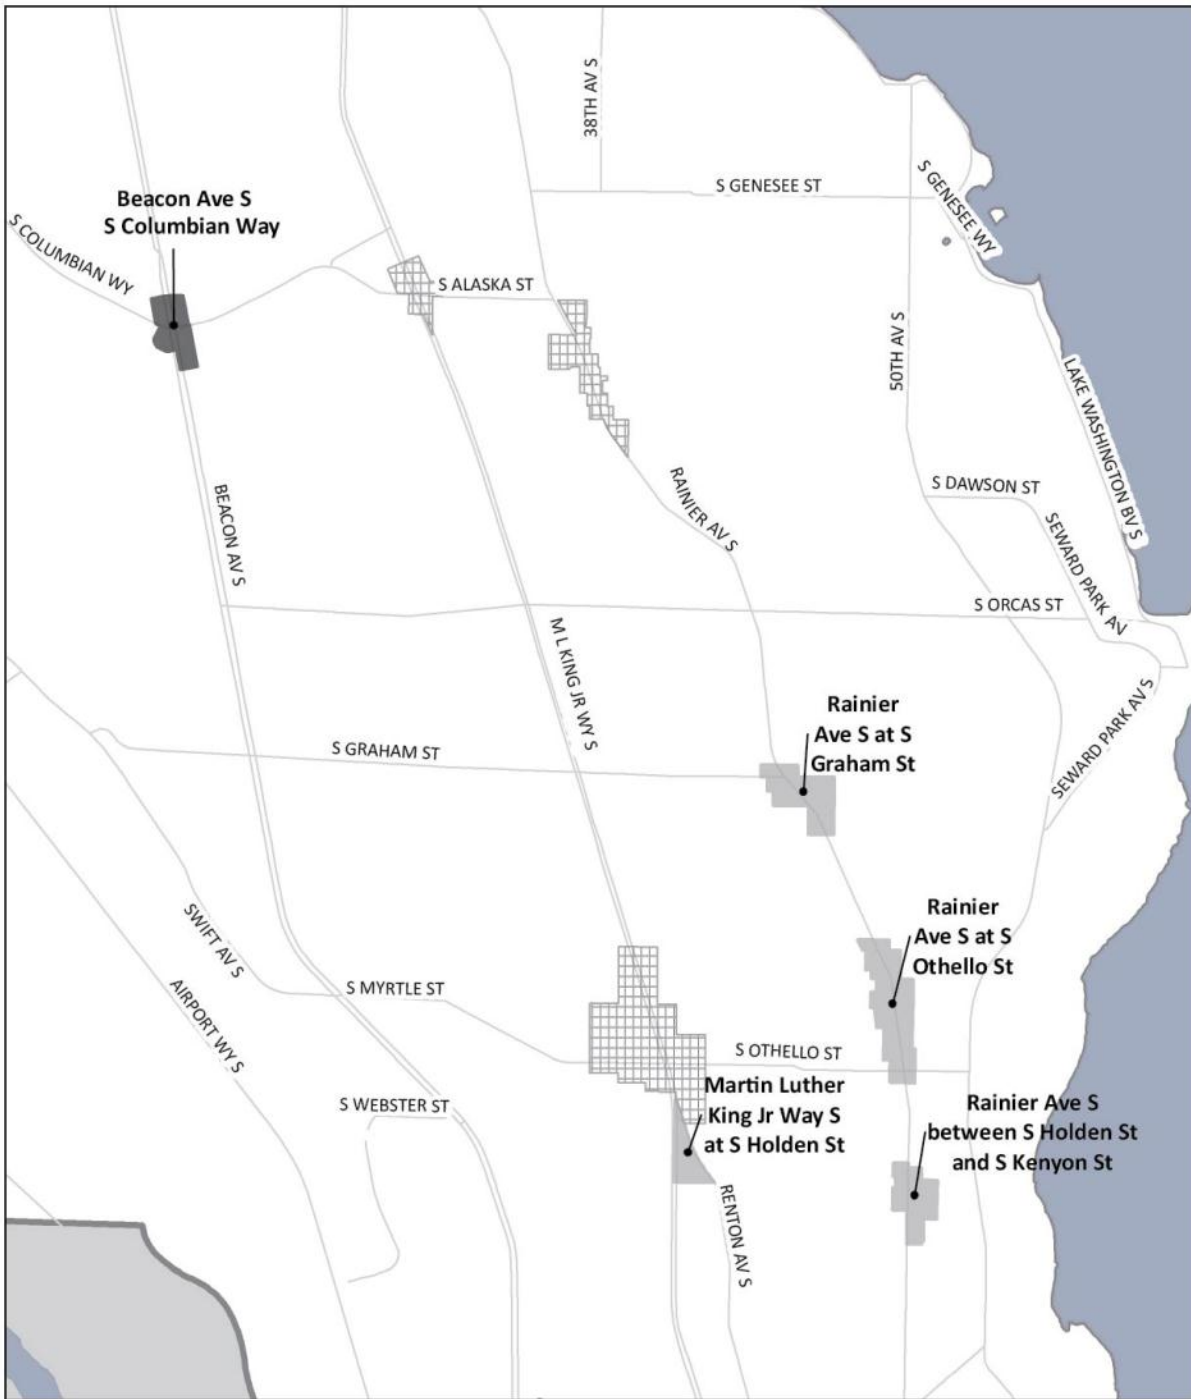 38TH AV S
S GENESEE ST
S GENESEE WY
Beacon Ave S
S Columbian Way
S COLUMBIAN WY
S ALASKA ST
50TH AV S
LAKE WASHINGTON BV S
RAINIER AV S
S DAWSON ST
BEACON AV S
SEWARD PARK AV
S ORCAS ST
M L KING JR WY S
SEWARD PARK AV S
Rainier
Ave S at S
Graham St
S GRAHAM ST
Rainier
Ave S at S
Othello St
SWIFT AV S
AIRPORT WY S
S MYRTLE ST
S OTHELLO ST
Martin Luther
King Jr Way S
at S Holden St
S WEBSTER ST
Rainier Ave S
between S Holden St
and S Kenyon St
RENTON AV S